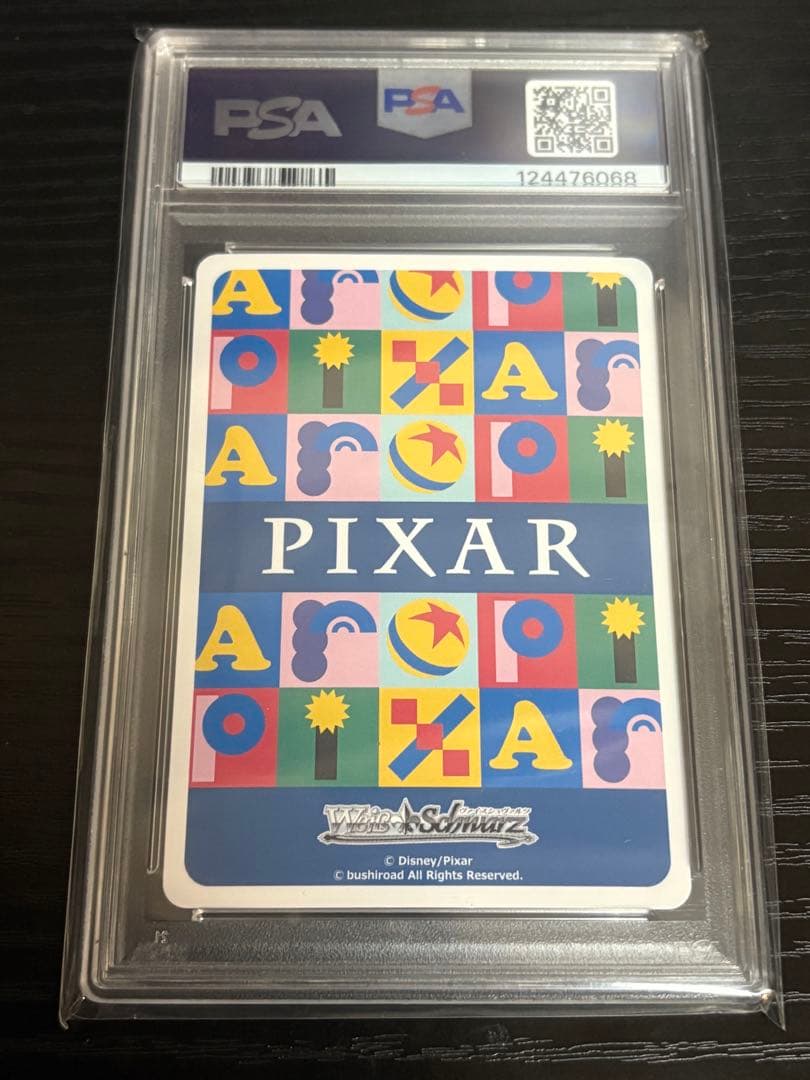 PSA PSA
124476068
PIXAR
ヴァイスシュヴァルツ
Weiß Schwarz
© Disney/Pixar
© bushiroad All Rights Reserved.